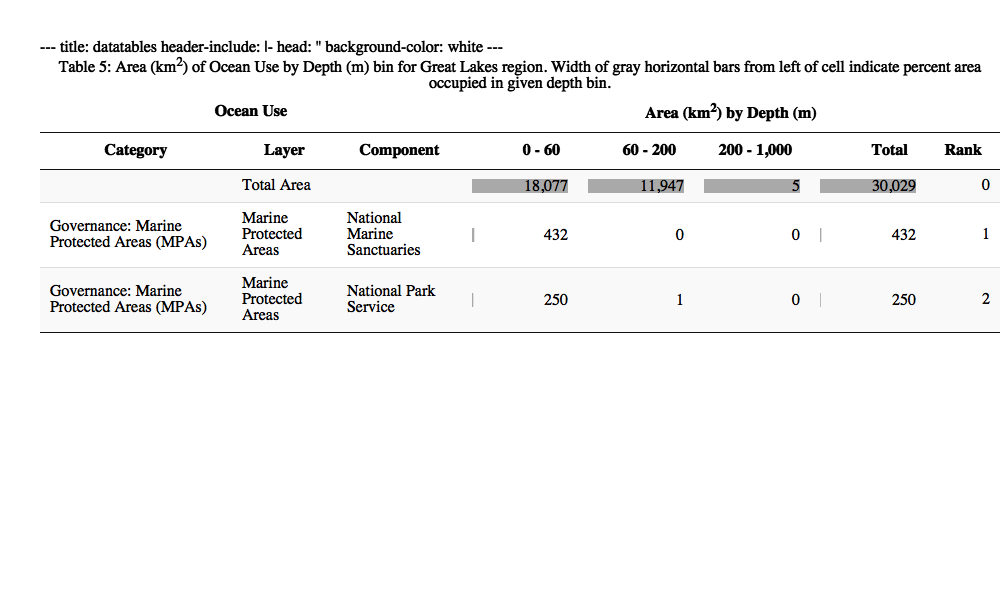 --- title: datatables header-include: |- head: " background-color: white ---
Table 5: Area (km²) of Ocean Use by Depth (m) bin for Great Lakes region. Width of gray horizontal bars from left of cell indicate percent area
occupied in given depth bin.
Ocean Use Area (km²) by Depth (m)
Category Layer Component 0 - 60 60 - 200 200 - 1,000 Total Rank
Total Area 18,077 11,947 5 30,029 0
Governance: Marine Protected Areas (MPAs) Marine Protected Areas National Marine Sanctuaries 432 0 0 432 1
Governance: Marine Protected Areas (MPAs) Marine Protected Areas National Park Service 250 1 0 250 2